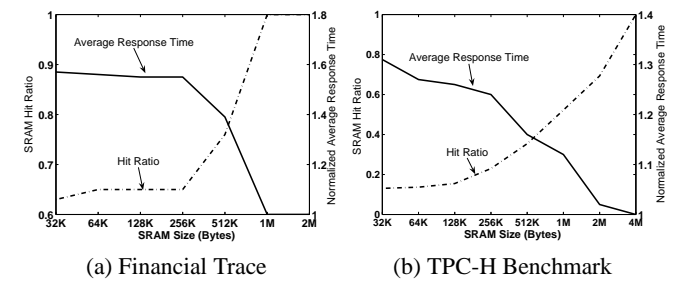 1
0.9
0.8
0.7
0.6
SRAM Hit Ratio
Average Response Time
Hit Ratio
1.8
1.6
1.4
1.2
1
Normalized Average Response Time
32K 64K 128K 256K 512K 1M 2M
SRAM Size (Bytes)
(a) Financial Trace
1
0.8
0.6
0.4
0.2
0
SRAM Hit Ratio
Average Response Time
Hit Ratio
1.4
1.3
1.2
1.1
1
Normalized Average Response Time
32K 64K 128K 256K 512K 1M 2M 4M
SRAM Size (Bytes)
(b) TPC-H Benchmark